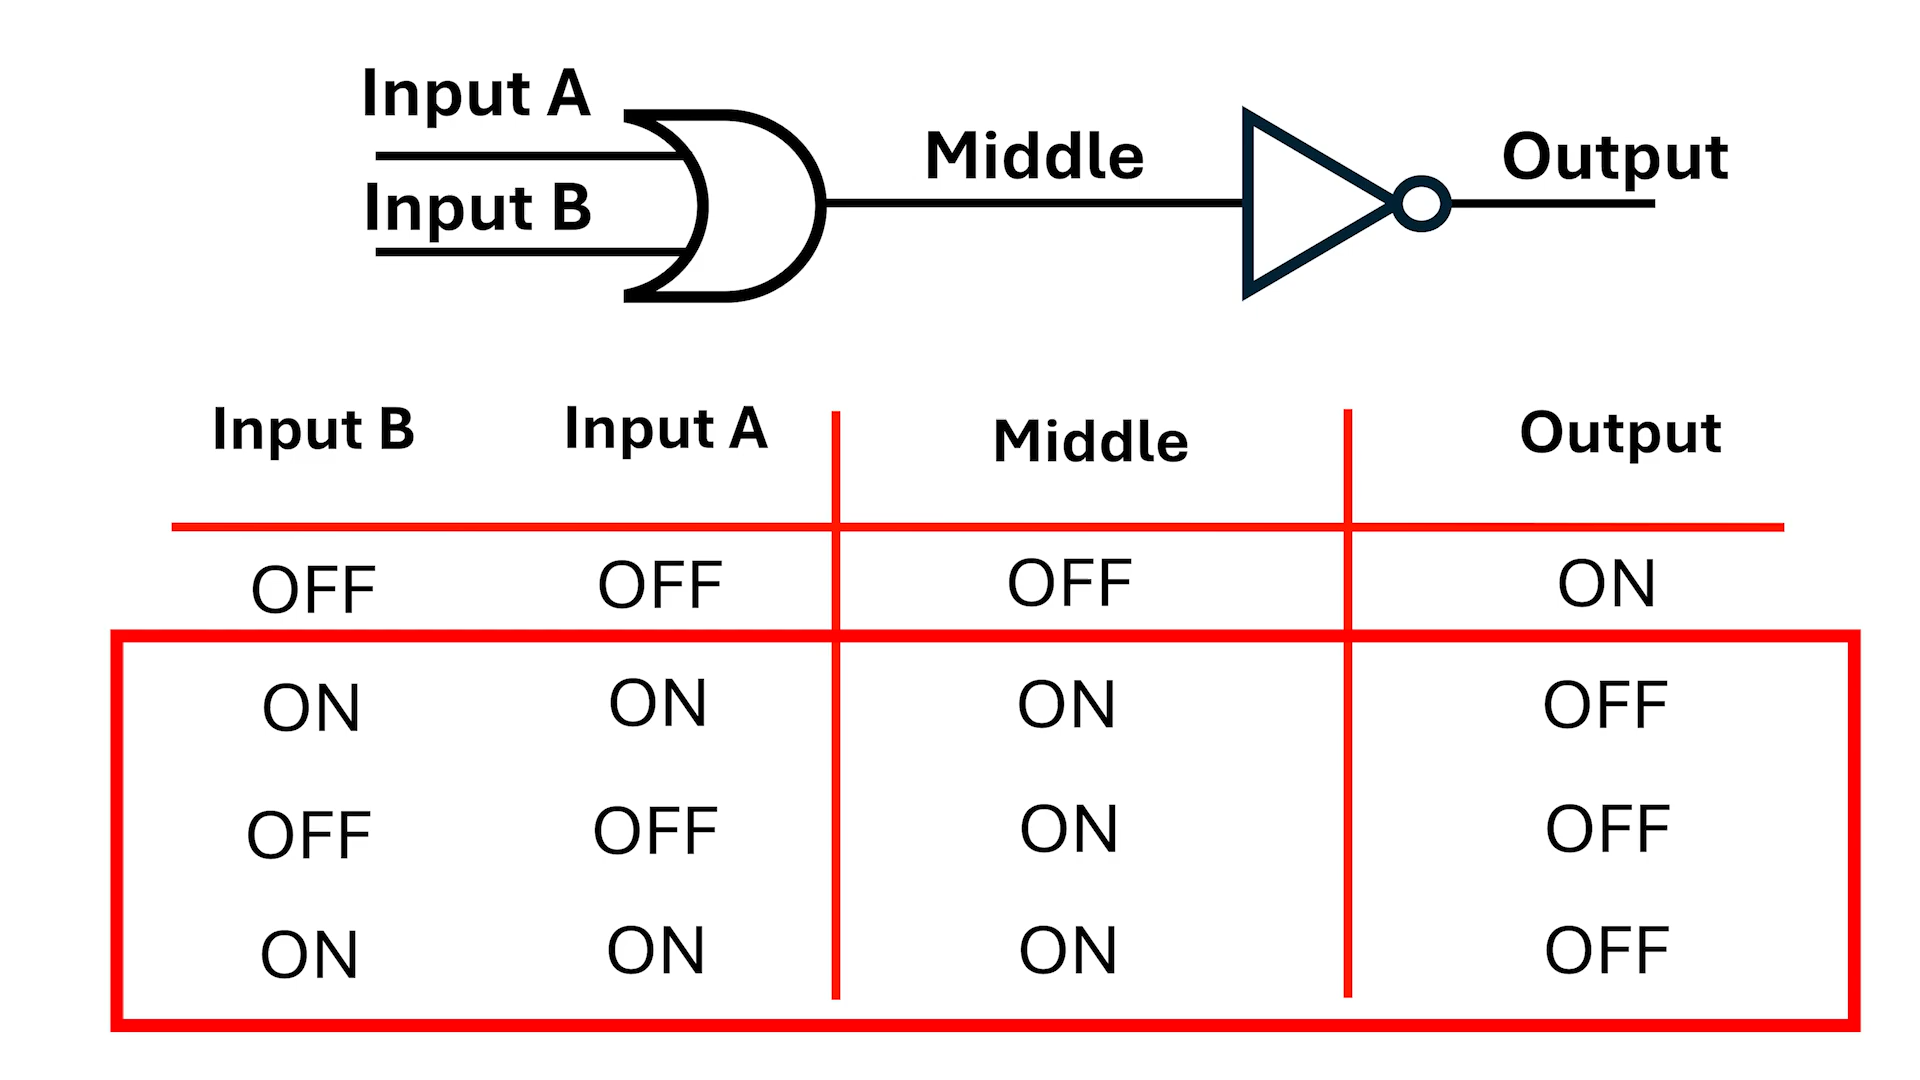 Input A
Input B
Middle
Output
Input B Input A Middle Output
OFF OFF OFF ON
ON ON ON OFF
OFF OFF ON OFF
ON ON ON OFF